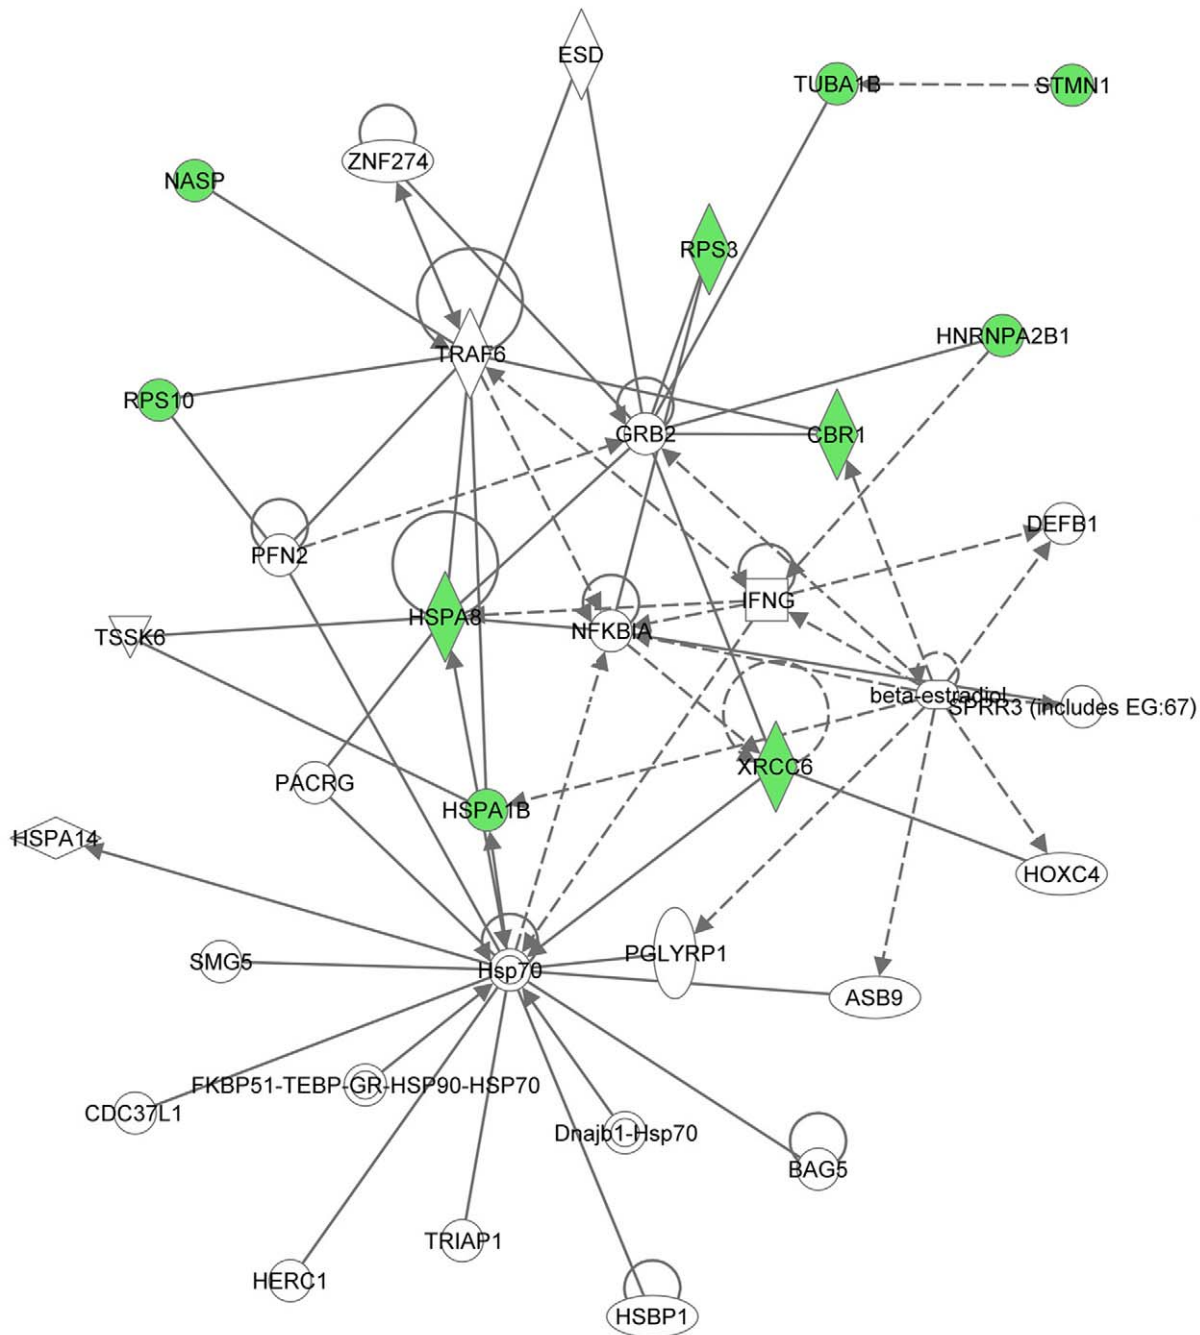 ESD
TUBA1B
STMN1
ZNF274
NASP
RPS3
HNRNPA2B1
TRAF6
RPS10
GRB2
CBR1
DEFB1
PFN2
IFNG
HSPA8
NFKBIA
TSSK6
beta-estradiol
SPRR3 (includes EG:67)
XRCC6
PACRG
HSPA1B
HSPA14
HOXC4
PGLYRP1
SMG5
Hsp70
ASB9
FKBP51-TEBP-GR-HSP90-HSP70
CDC37L1
Dnajb1-Hsp70
BAG5
TRIAP1
HERC1
HSBP1